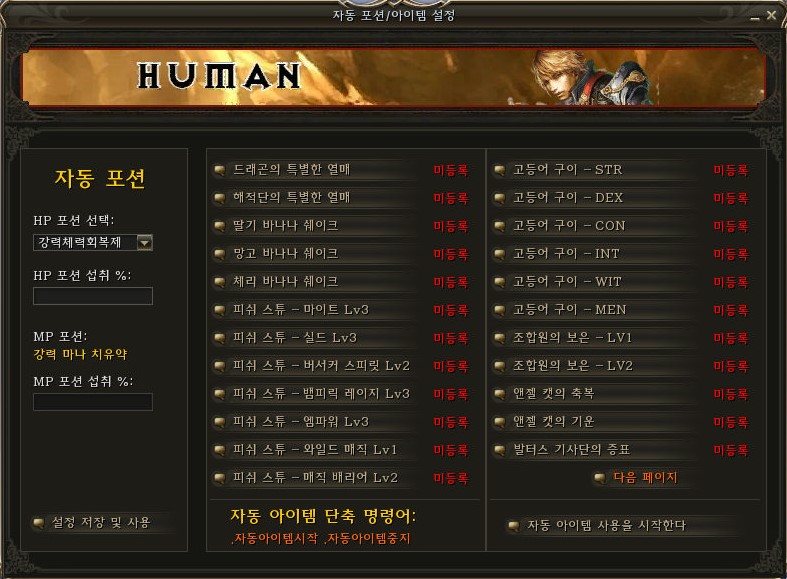 자동 포션/아이템 설정
HUMAN
자동 포션
HP 포션 선택:
강력체력회복제
HP 포션 섭취 %:
MP 포션:
강력 마나 치유약
MP 포션 섭취 %:
설정 저장 및 사용
드래곤의 특별한 열매 미등록
해적단의 특별한 열매 미등록
딸기 바나나 쉐이크 미등록
망고 바나나 쉐이크 미등록
체리 바나나 쉐이크 미등록
피쉬 스튜 - 마이트 Lv3 미등록
피쉬 스튜 - 실드 Lv3 미등록
피쉬 스튜 - 버서커 스피릿 Lv2 미등록
피쉬 스튜 - 뱀피릭 레이지 Lv3 미등록
피쉬 스튜 - 엠파워 Lv3 미등록
피쉬 스튜 - 와일드 매직 Lv1 미등록
피쉬 스튜 - 매직 배리어 Lv2 미등록
자동 아이템 단축 명령어:
.자동아이템시작 .자동아이템중지
고등어 구이 - STR 미등록
고등어 구이 - DEX 미등록
고등어 구이 - CON 미등록
고등어 구이 - INT 미등록
고등어 구이 - WIT 미등록
고등어 구이 - MEN 미등록
조합원의 보은 - LV1 미등록
조합원의 보은 - LV2 미등록
앤젤 캣의 축복 미등록
앤젤 캣의 기운 미등록
발터스 기사단의 증표 미등록
다음 페이지
자동 아이템 사용을 시작한다